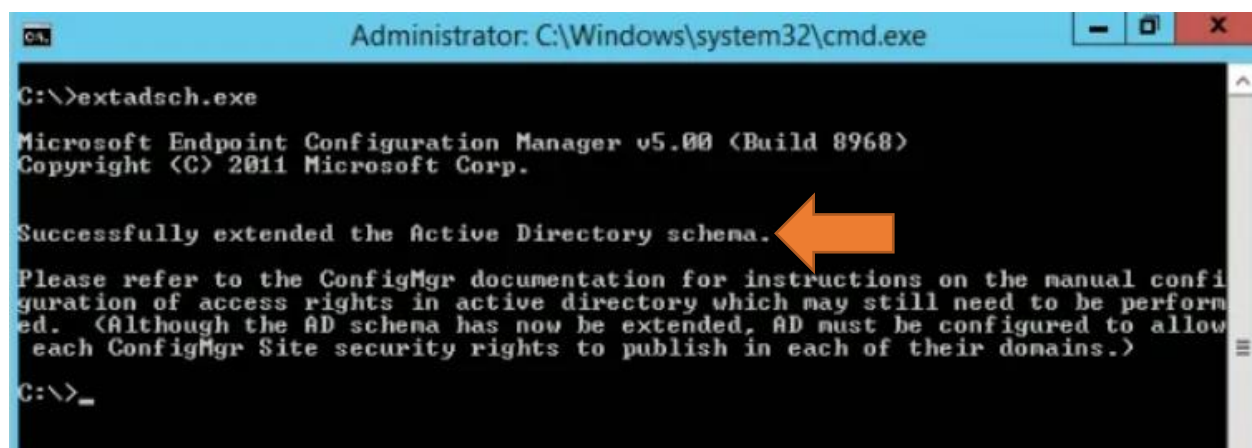 Administrator: C:\Windows\system32\cmd.exe
C:\>extadsch.exe
Microsoft Endpoint Configuration Manager v5.00 (Build 8968)
Copyright (C) 2011 Microsoft Corp.
Successfully extended the Active Directory schema.
Please refer to the ConfigMgr documentation for instructions on the manual confi
guration of access rights in active directory which may still need to be perform
ed.  (Although the AD schema has now be extended, AD must be configured to allow
 each ConfigMgr Site security rights to publish in each of their domains.)
C:\>_